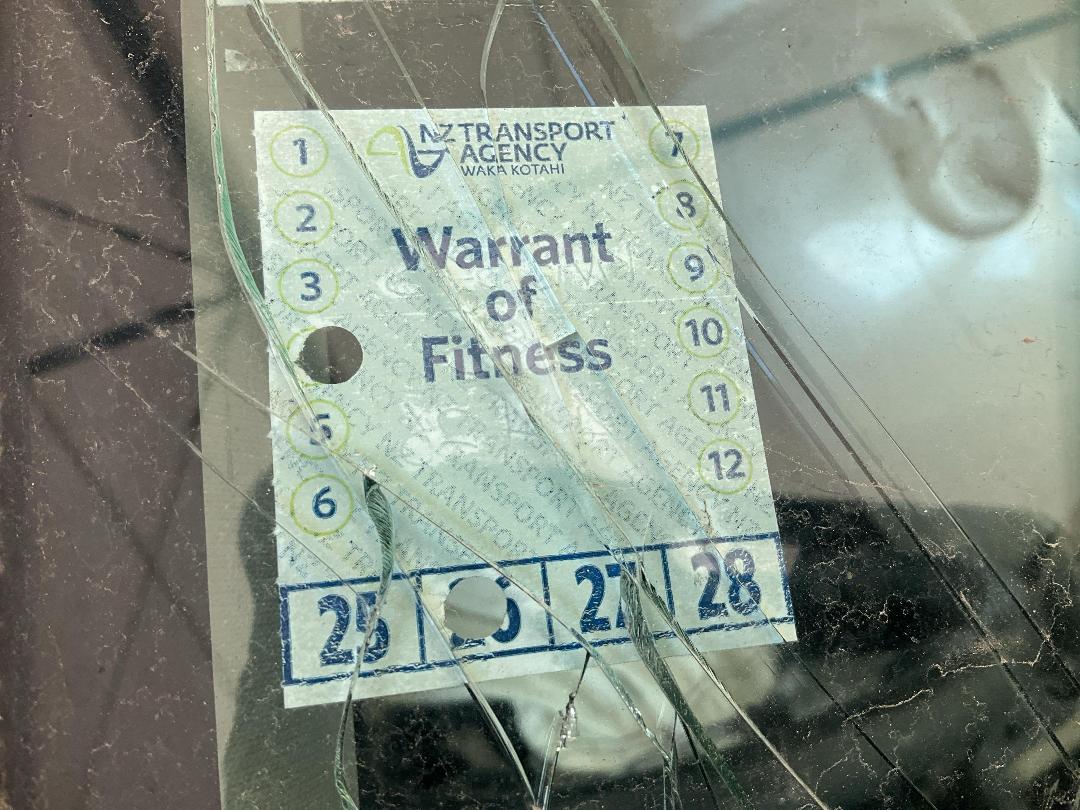 NZ TRANSPORT
AGENCY
WAKA KOTAHI
Warrant
of
Fitness
1
2
3
5
6
7
8
9
10
11
12
25
27
28